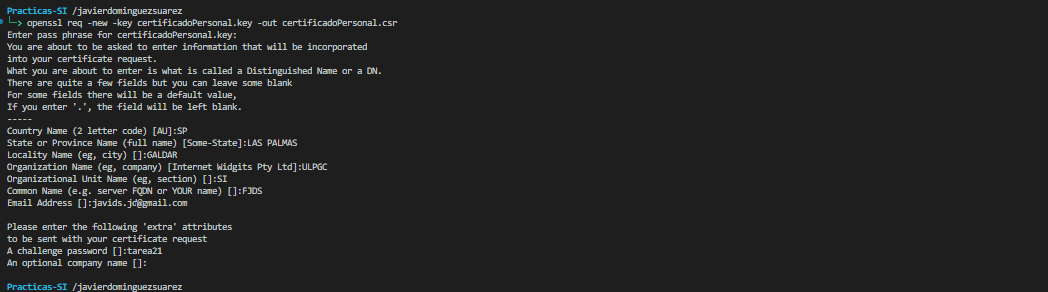 Practicas-SI /javierdominguezsuarez
└─> openssl req -new -key certificadoPersonal.key -out certificadoPersonal.csr
Enter pass phrase for certificadoPersonal.key:
You are about to be asked to enter information that will be incorporated
into your certificate request.
What you are about to enter is what is called a Distinguished Name or a DN.
There are quite a few fields but you can leave some blank
For some fields there will be a default value,
If you enter '.', the field will be left blank.
-----
Country Name (2 letter code) [AU]:SP
State or Province Name (full name) [Some-State]:LAS PALMAS
Locality Name (eg, city) []:GALDAR
Organization Name (eg, company) [Internet Widgits Pty Ltd]:ULPGC
Organizational Unit Name (eg, section) []:SI
Common Name (e.g. server FQDN or YOUR name) []:FJDS
Email Address []:javids.jd@gmail.com

Please enter the following 'extra' attributes
to be sent with your certificate request
A challenge password []:tarea21
An optional company name []:

Practicas-SI /javierdominguezsuarez